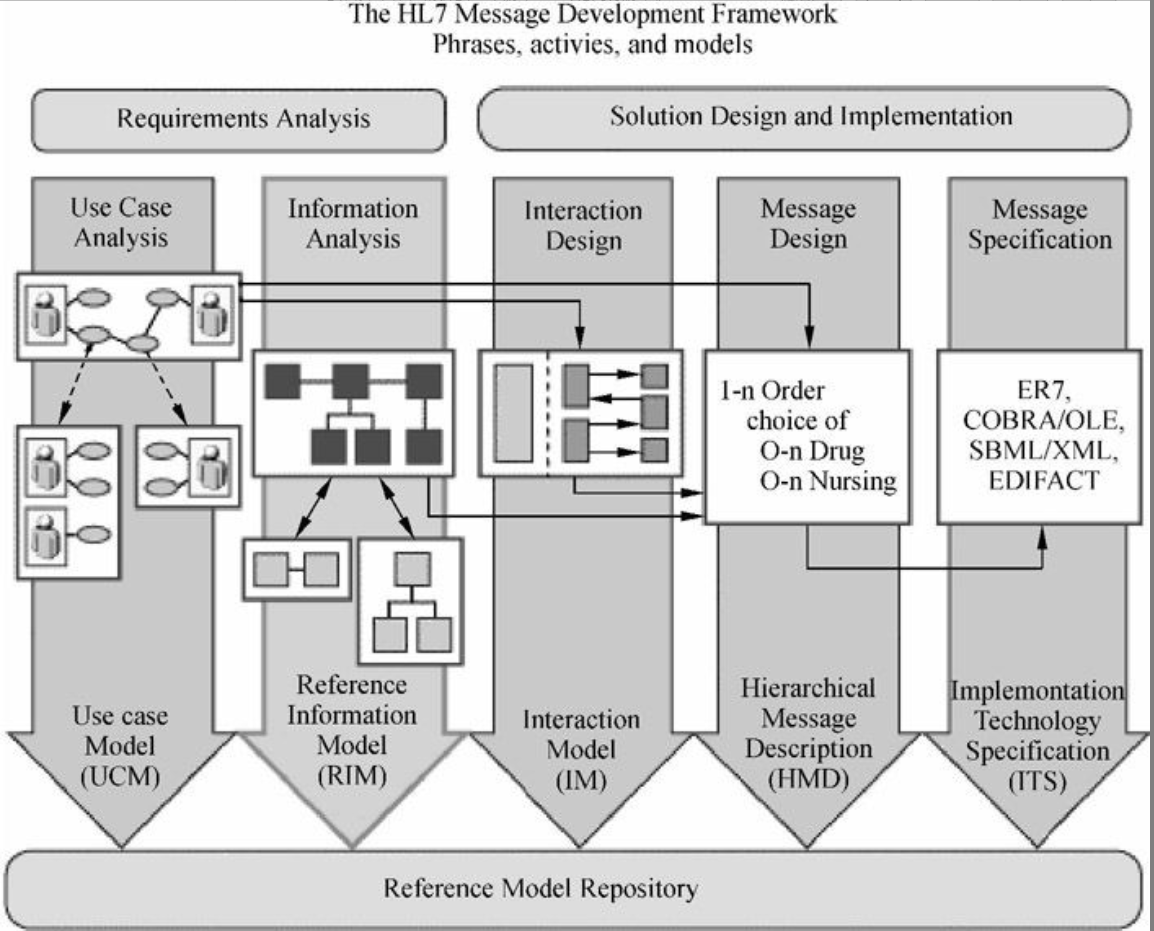 The HL7 Message Development Framework
Phrases, activies, and models
Requirements Analysis
Solution Design and Implementation
Use Case
Analysis
Information
Analysis
Interaction
Design
Message
Design
Message
Specification
1-n Order
choice of
O-n Drug
O-n Nursing
ER7,
COBRA/OLE,
SBML/XML,
EDIFACT
Use case
Model
(UCM)
Reference
Information
Model
(RIM)
Interaction
Model
(IM)
Hierarchical
Message
Description
(HMD)
Implemontation
Technology
Specification
(ITS)
Reference Model Repository